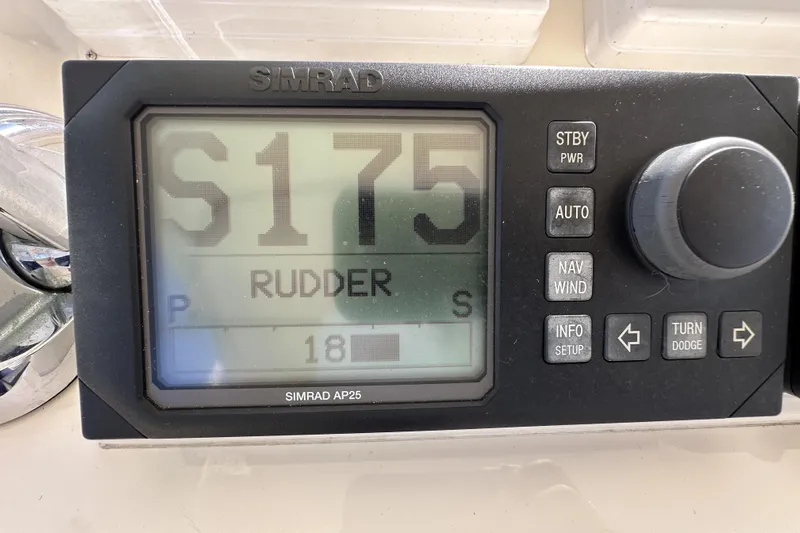 SIMRAD
S175
RUDDER
P S
18
SIMRAD AP25
STBY
PWR
AUTO
NAV
WIND
INFO
SETUP
TURN
DODGE